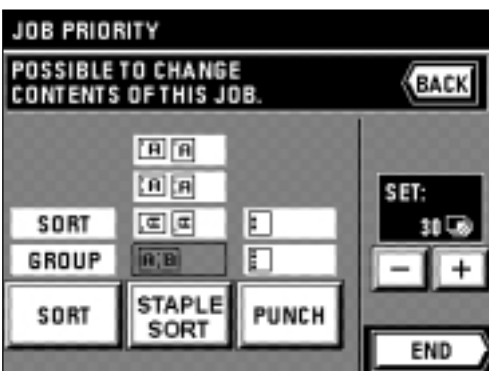 JOB PRIORITY
POSSIBLE TO CHANGE
CONTENTS OF THIS JOB.
BACK
A A
A A
SET:
30
SORT
A A
GROUP
A B
− +
SORT
STAPLE
SORT
PUNCH
END